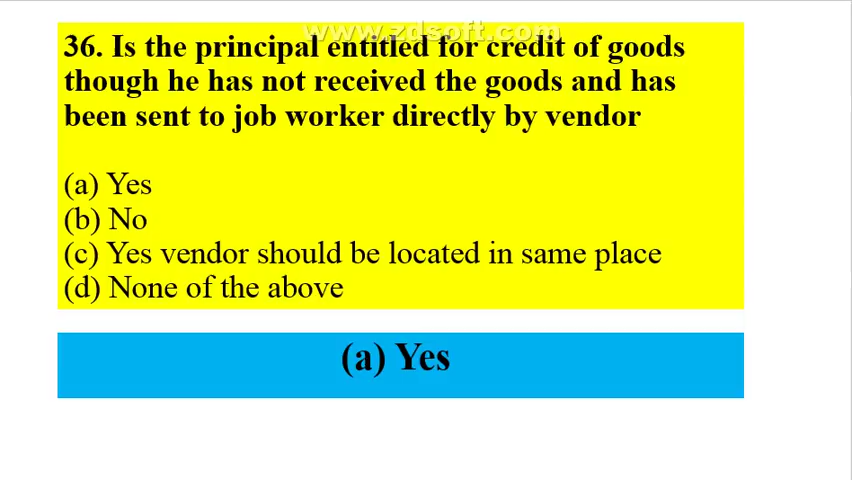 www.zdsoft.com
36. Is the principal entitled for credit of goods
though he has not received the goods and has
been sent to job worker directly by vendor
(a) Yes
(b) No
(c) Yes vendor should be located in same place
(d) None of the above
(a) Yes